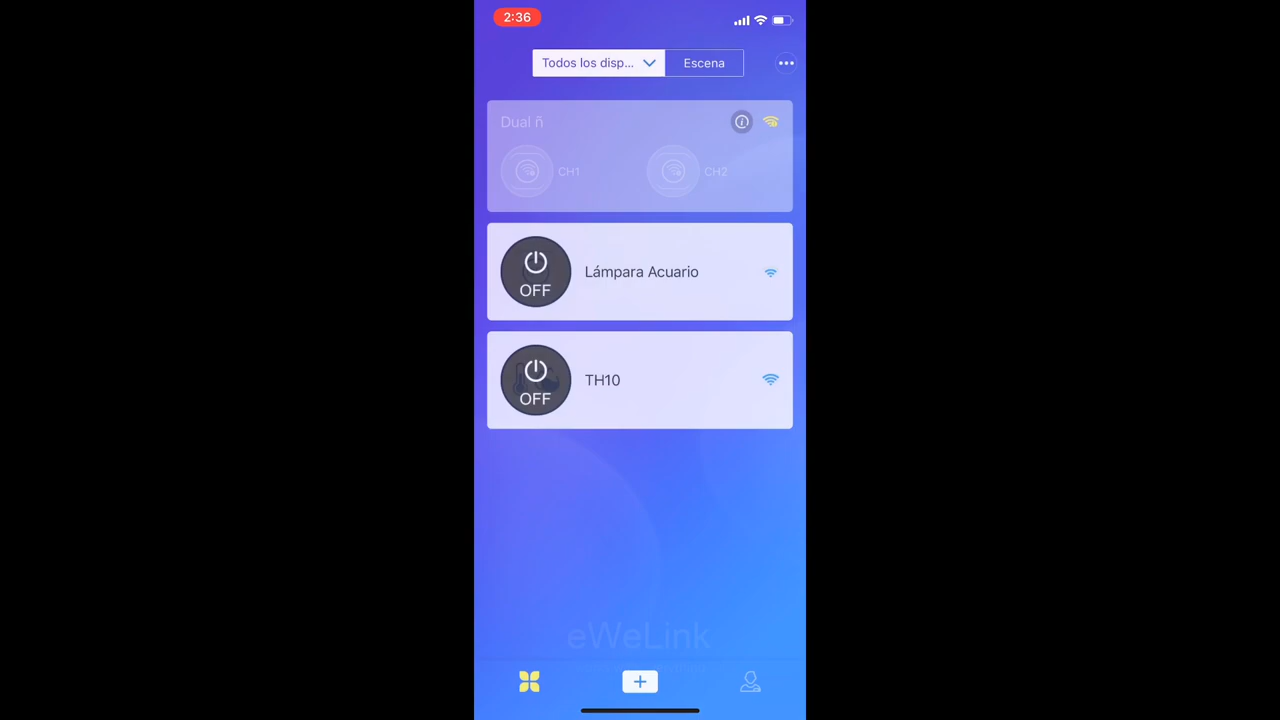 2:36
Todos los disp...
Escena
Dual ñ
CH1
CH2
OFF
Lámpara Acuario
OFF
TH10
eWeLink